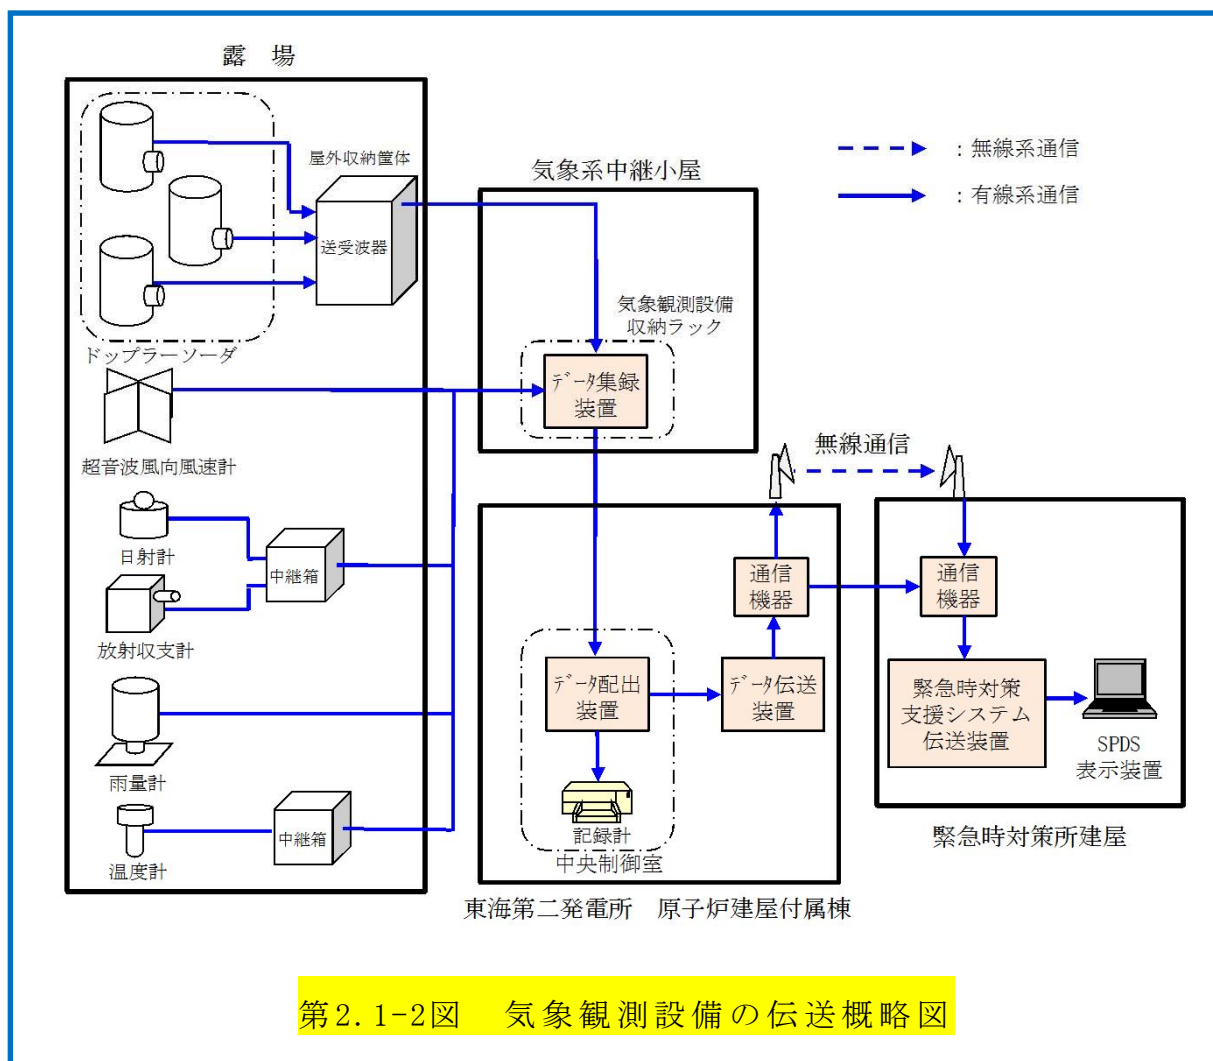 露　場
屋外収納筐体
送受波器
ドップラーソーダ
超音波風向風速計
日射計
中継箱
放射収支計
雨量計
中継箱
温度計
気象系中継小屋
気象観測設備
収納ラック
データ集録
装置
：無線系通信
：有線系通信
無線通信
通信
機器
データ配出
装置
データ伝送
装置
記録計
中央制御室
東海第二発電所　原子炉建屋付属棟
通信
機器
緊急時対策
支援システム
伝送装置
SPDS
表示装置
緊急時対策所建屋
第2.1-2図　気象観測設備の伝送概略図